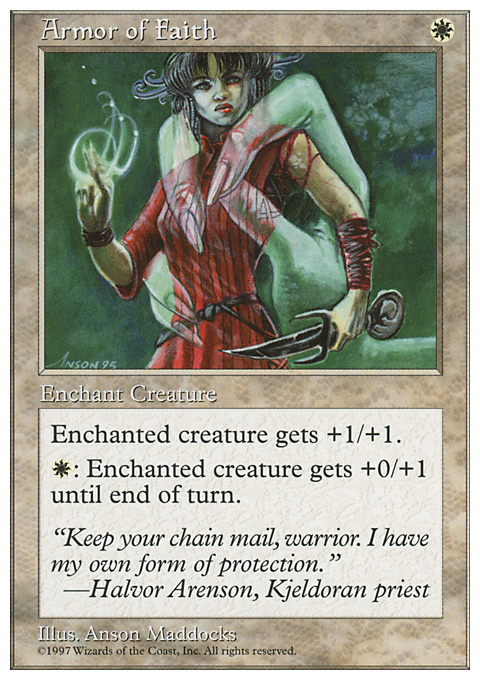 Armor of Faith
ANSON 95
Enchant Creature
Enchanted creature gets +1/+1.
: Enchanted creature gets +0/+1
until end of turn.
“Keep your chain mail, warrior. I have
my own form of protection.”
—Halvor Arenson, Kjeldoran priest
Illus. Anson Maddocks
©1997 Wizards of the Coast, Inc. All rights reserved.